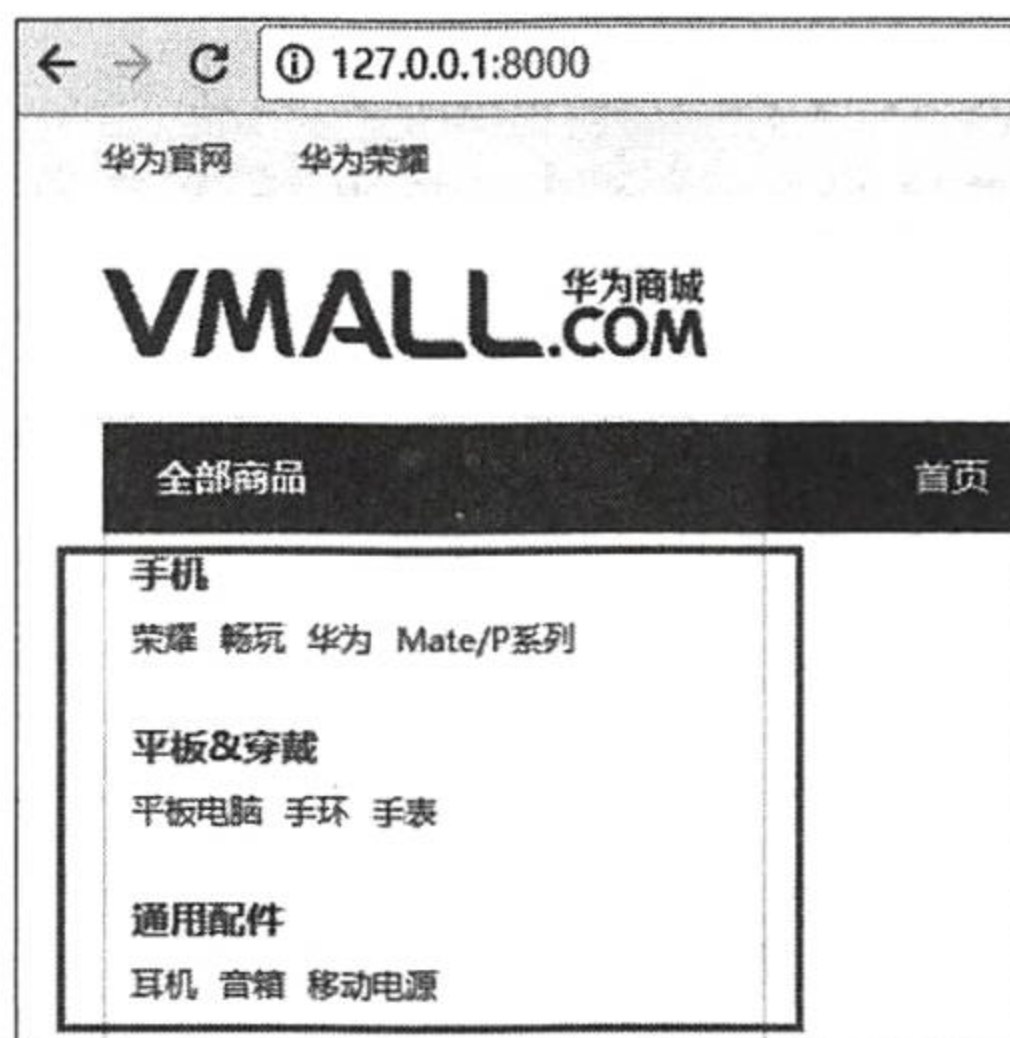 127.0.0.1:8000
华为官网 华为荣耀
VMALL.COM 华为商城
全部商品 首页
手机
荣耀 畅玩 华为 Mate/P系列
平板&穿戴
平板电脑 手环 手表
通用配件
耳机 音箱 移动电源